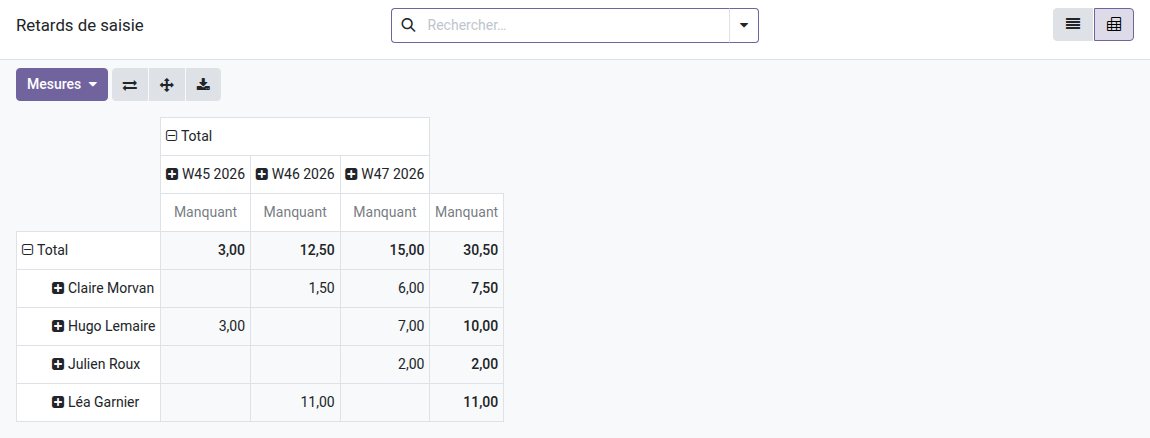 Retards de saisie
Rechercher...
Mesures
Total
W45 2026 W46 2026 W47 2026
Manquant Manquant Manquant Manquant
Total 3,00 12,50 15,00 30,50
Claire Morvan 1,50 6,00 7,50
Hugo Lemaire 3,00 7,00 10,00
Julien Roux 2,00 2,00
Léa Garnier 11,00 11,00